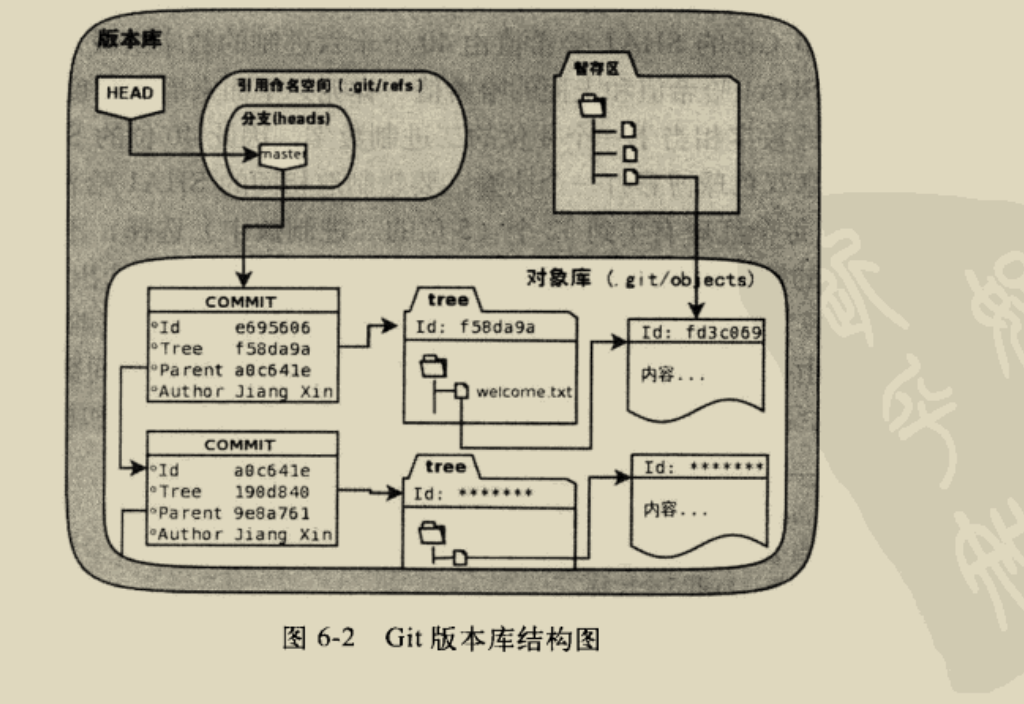 版本库
HEAD
引用命名空间（.git/refs）
分支(heads)
master
暂存区
对象库（.git/objects）
COMMIT
Id e695606
Tree f58da9a
Parent a0c641e
Author Jiang Xin
tree
Id: f58da9a
welcome.txt
Id: fd3c069
内容...
COMMIT
Id a0c641e
Tree 190d840
Parent 9e8a761
Author Jiang Xin
tree
Id: *******
Id: *******
内容...
图 6-2 Git 版本库结构图